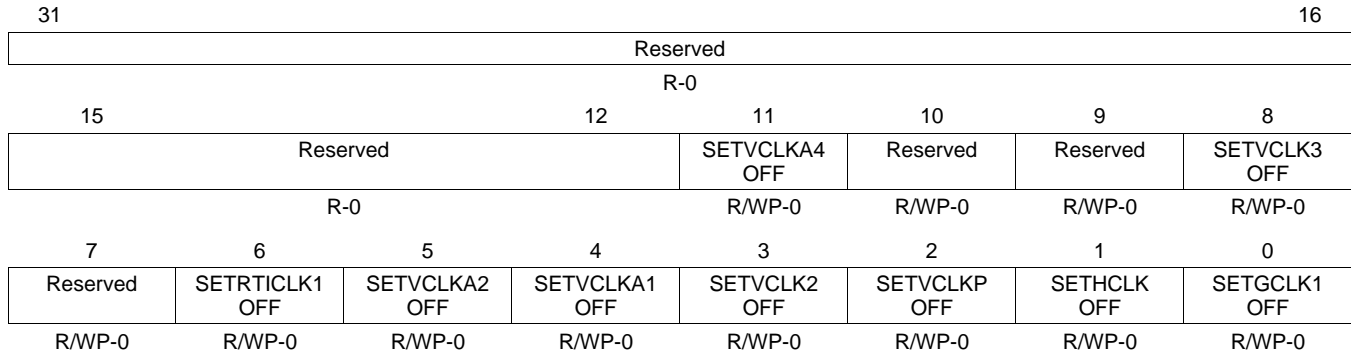 31 16
Reserved
R-0
15 12 11 10 9 8
Reserved SETVCLKA4 Reserved Reserved SETVCLK3
OFF OFF
R-0 R/WP-0 R/WP-0 R/WP-0 R/WP-0
7 6 5 4 3 2 1 0
Reserved SETRTICLK1 SETVCLKA2 SETVCLKA1 SETVCLK2 SETVCLKP SETHCLK SETGCLK1
OFF OFF OFF OFF OFF OFF OFF
R/WP-0 R/WP-0 R/WP-0 R/WP-0 R/WP-0 R/WP-0 R/WP-0 R/WP-0